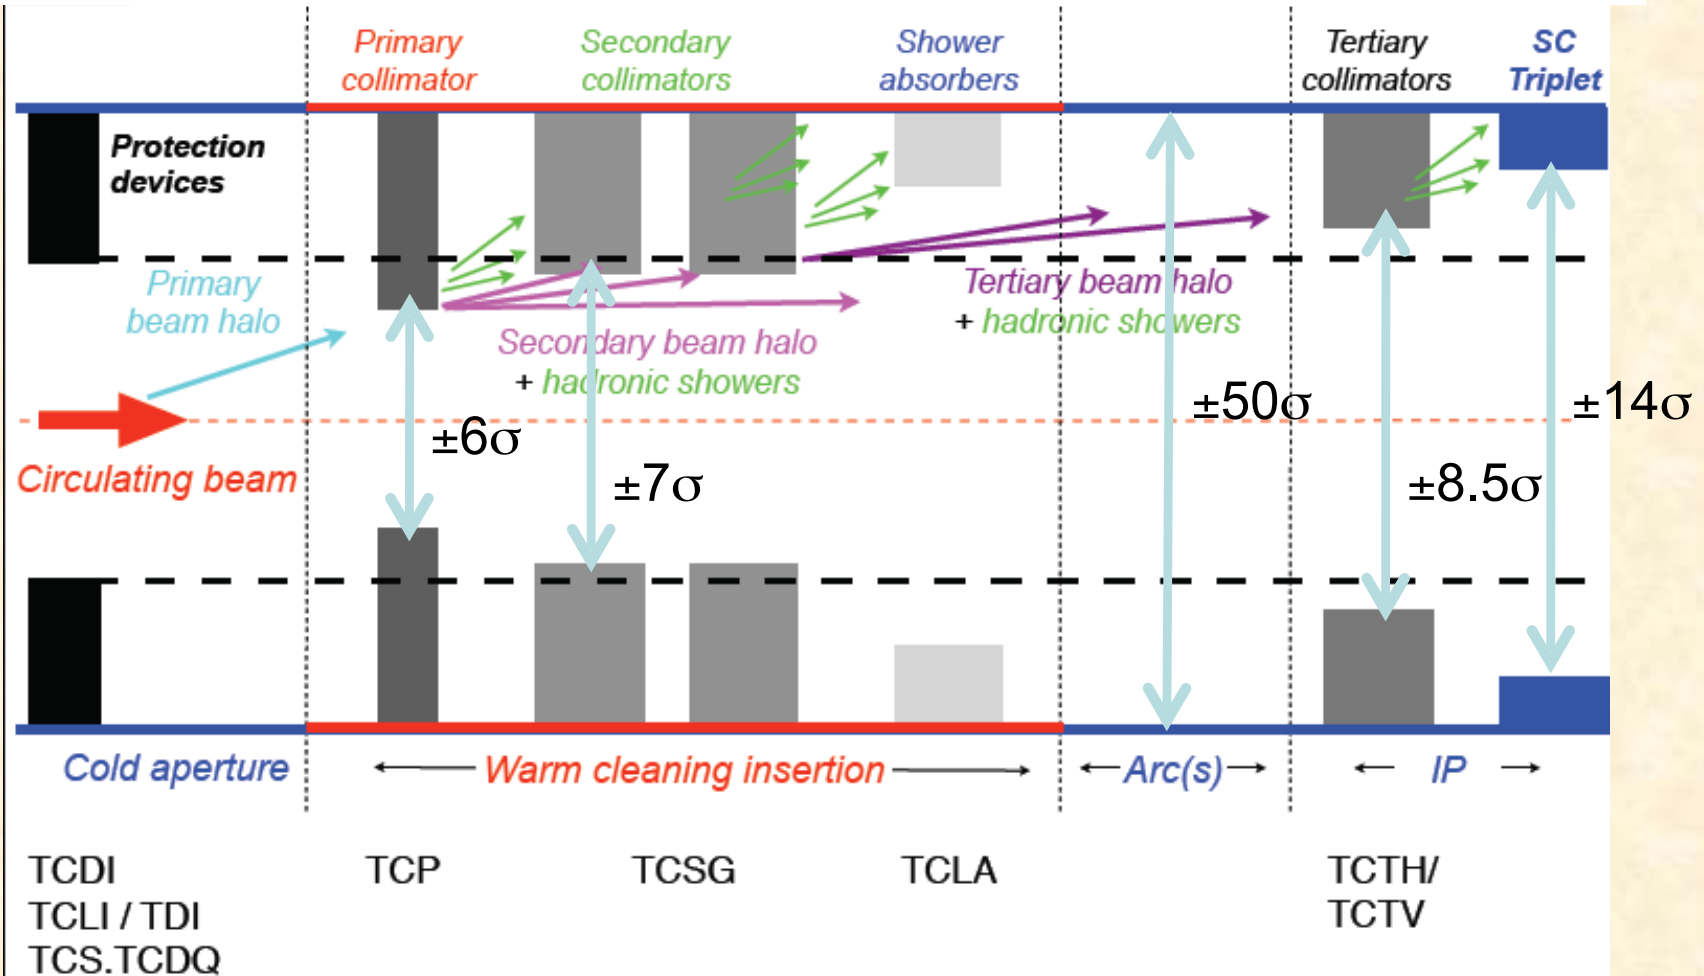 Primary
collimator
Secondary
collimators
Shower
absorbers
Tertiary
collimators
SC
Triplet
Protection
devices
Primary
beam halo
Secondary beam halo
+ hadronic showers
Tertiary beam halo
+ hadronic showers
Circulating beam
±6σ
±7σ
±50σ
±8.5σ
±14σ
Cold aperture
Warm cleaning insertion
Arc(s)
IP
TCDI
TCLI / TDI
TCS.TCDQ
TCP
TCSG
TCLA
TCTH/
TCTV